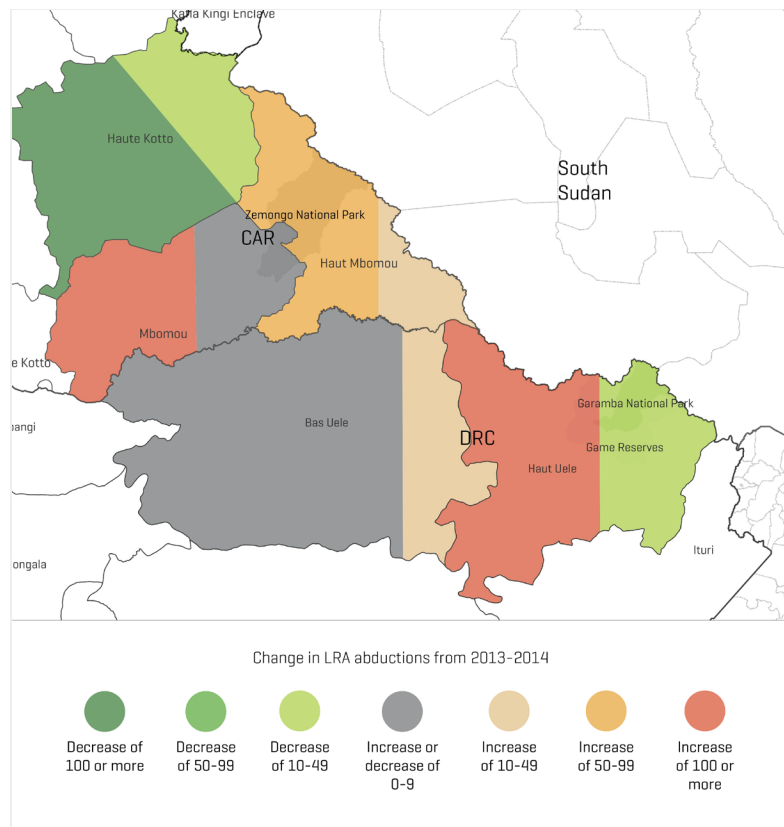 Kafia Kingi Enclave
Haute Kotto
South
Sudan
Zemongo National Park
CAR
Haut Mbomou
Mbomou
e Kotto
Garamba National Park
Bas Uele
angi
DRC
Game Reserves
Haut Uele
Ituri
ongala
Change in LRA abductions from 2013-2014
Decrease of
100 or more
Decrease
of 50-99
Decrease
of 10-49
Increase or
decrease of
0-9
Increase
of 10-49
Increase
of 50-99
Increase
of 100 or
more